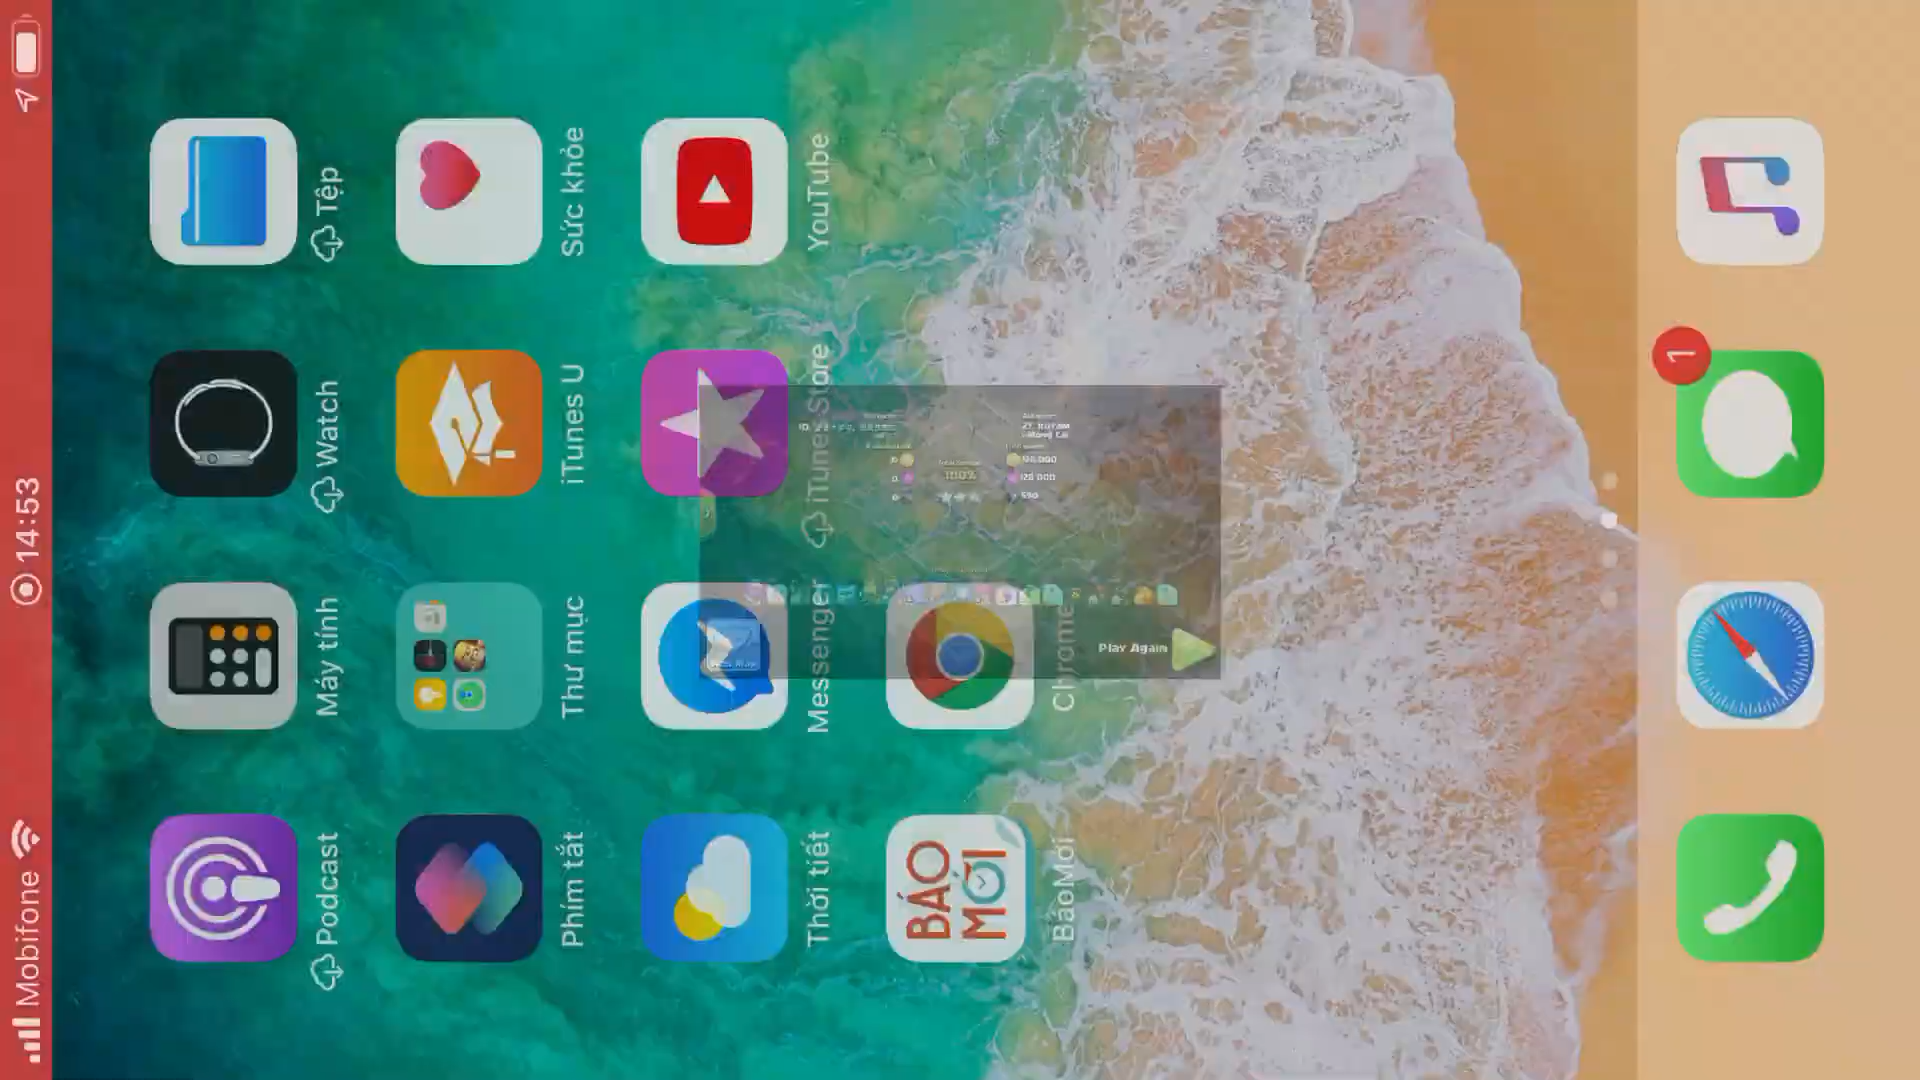 Mobifone
14:53
Podcast
Máy tính
Watch
Tệp
Phím tắt
Thư mục
iTunes U
Sức khỏe
Thời tiết
Messenger
iTunes Store
YouTube
BÁO
MỚI
BáoMới
Chrome
1
100%
Play Again